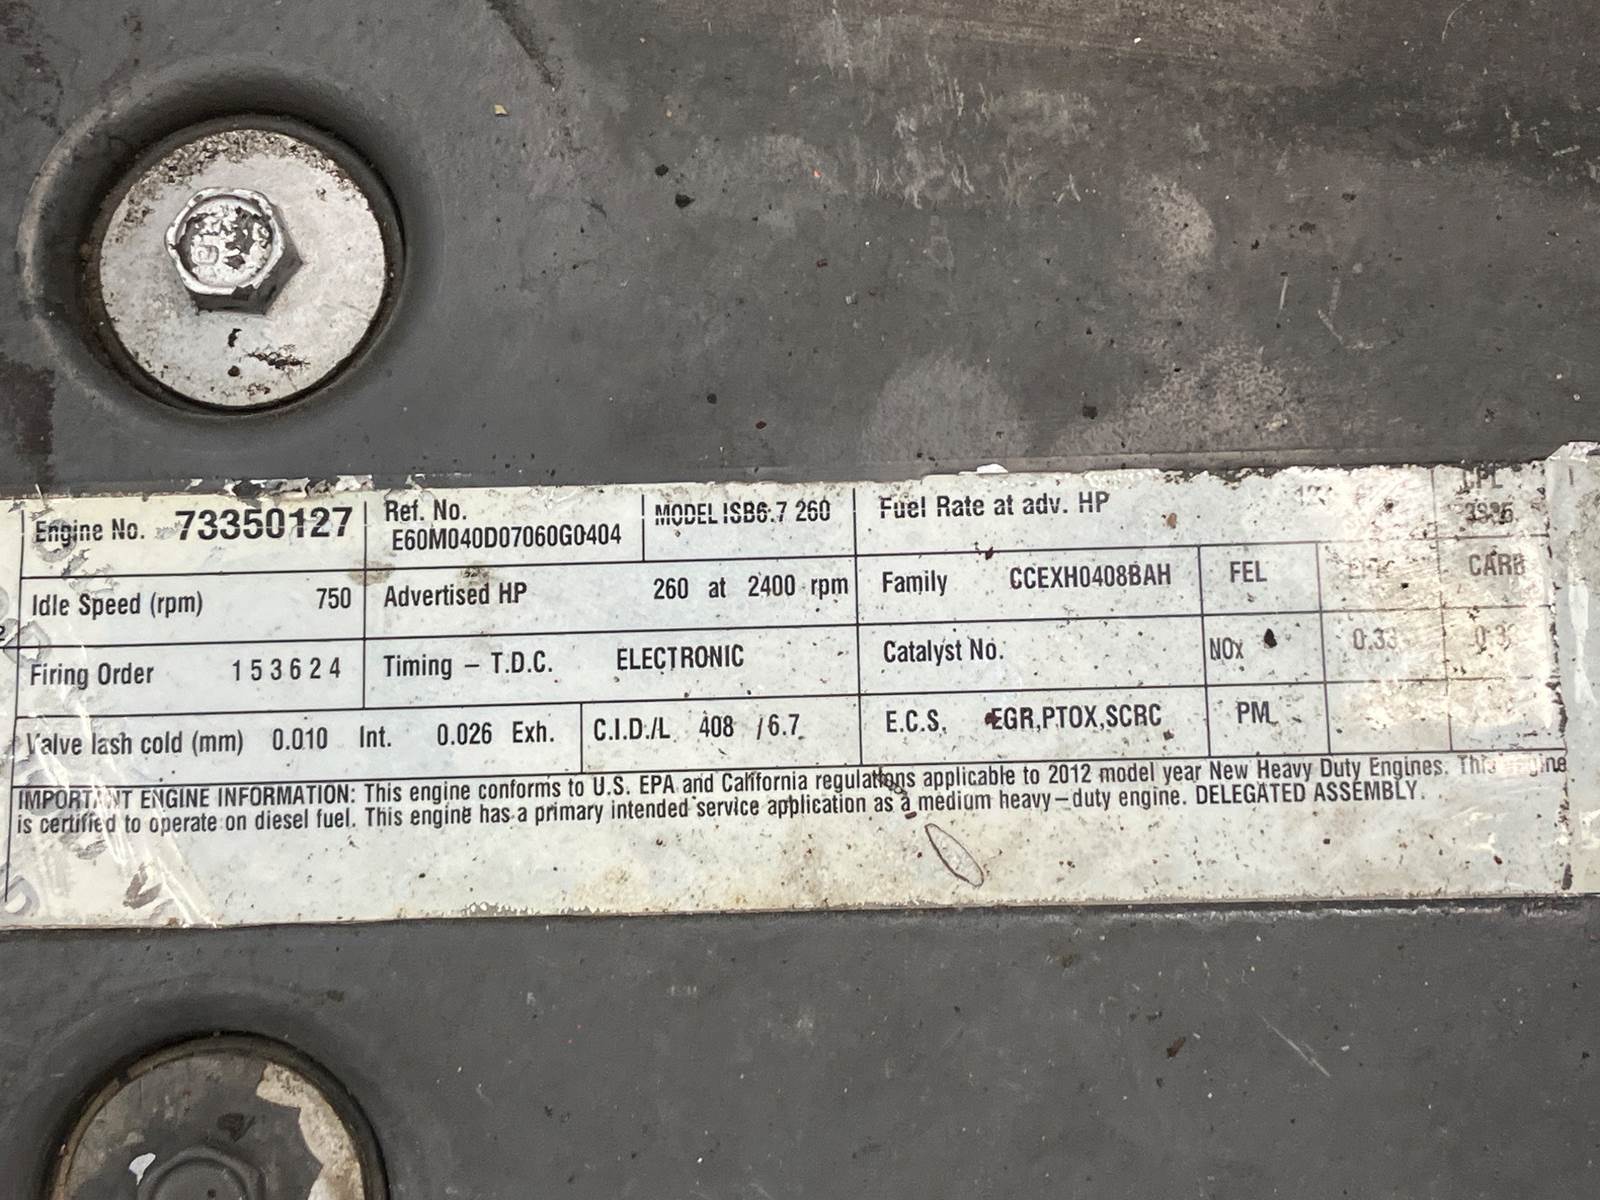 Engine No. 73350127 Ref. No. E60M040D07060G0404 MODEL ISB6.7 260 Fuel Rate at adv. HP CPL
Idle Speed (rpm) 750 Advertised HP 260 at 2400 rpm Family CCEXH0408BAH FEL CARB
Firing Order 1 5 3 6 2 4 Timing – T.D.C. ELECTRONIC Catalyst No. NOx 0.33
Valve lash cold (mm) 0.010 Int. 0.026 Exh. C.I.D./L 408 /6.7 E.C.S. EGR,PTOX,SCRC PM
IMPORTANT ENGINE INFORMATION: This engine conforms to U.S. EPA and California regulations applicable to 2012 model year New Heavy Duty Engines. This engine
is certified to operate on diesel fuel. This engine has a primary intended service application as a medium heavy–duty engine. DELEGATED ASSEMBLY.